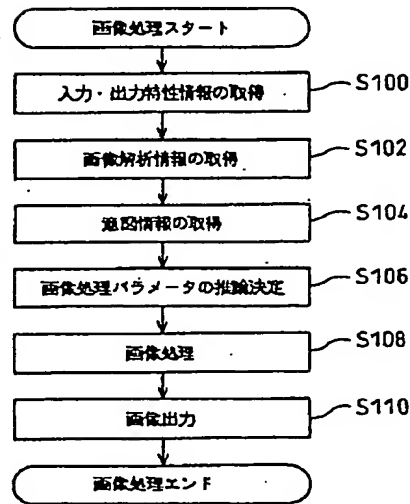 画像処理スタート
入力・出力特性情報の取得
S100
画像解析情報の取得
S102
意図情報の取得
S104
画像処理パラメータの推論決定
S106
画像処理
S108
画像出力
S110
画像処理エンド